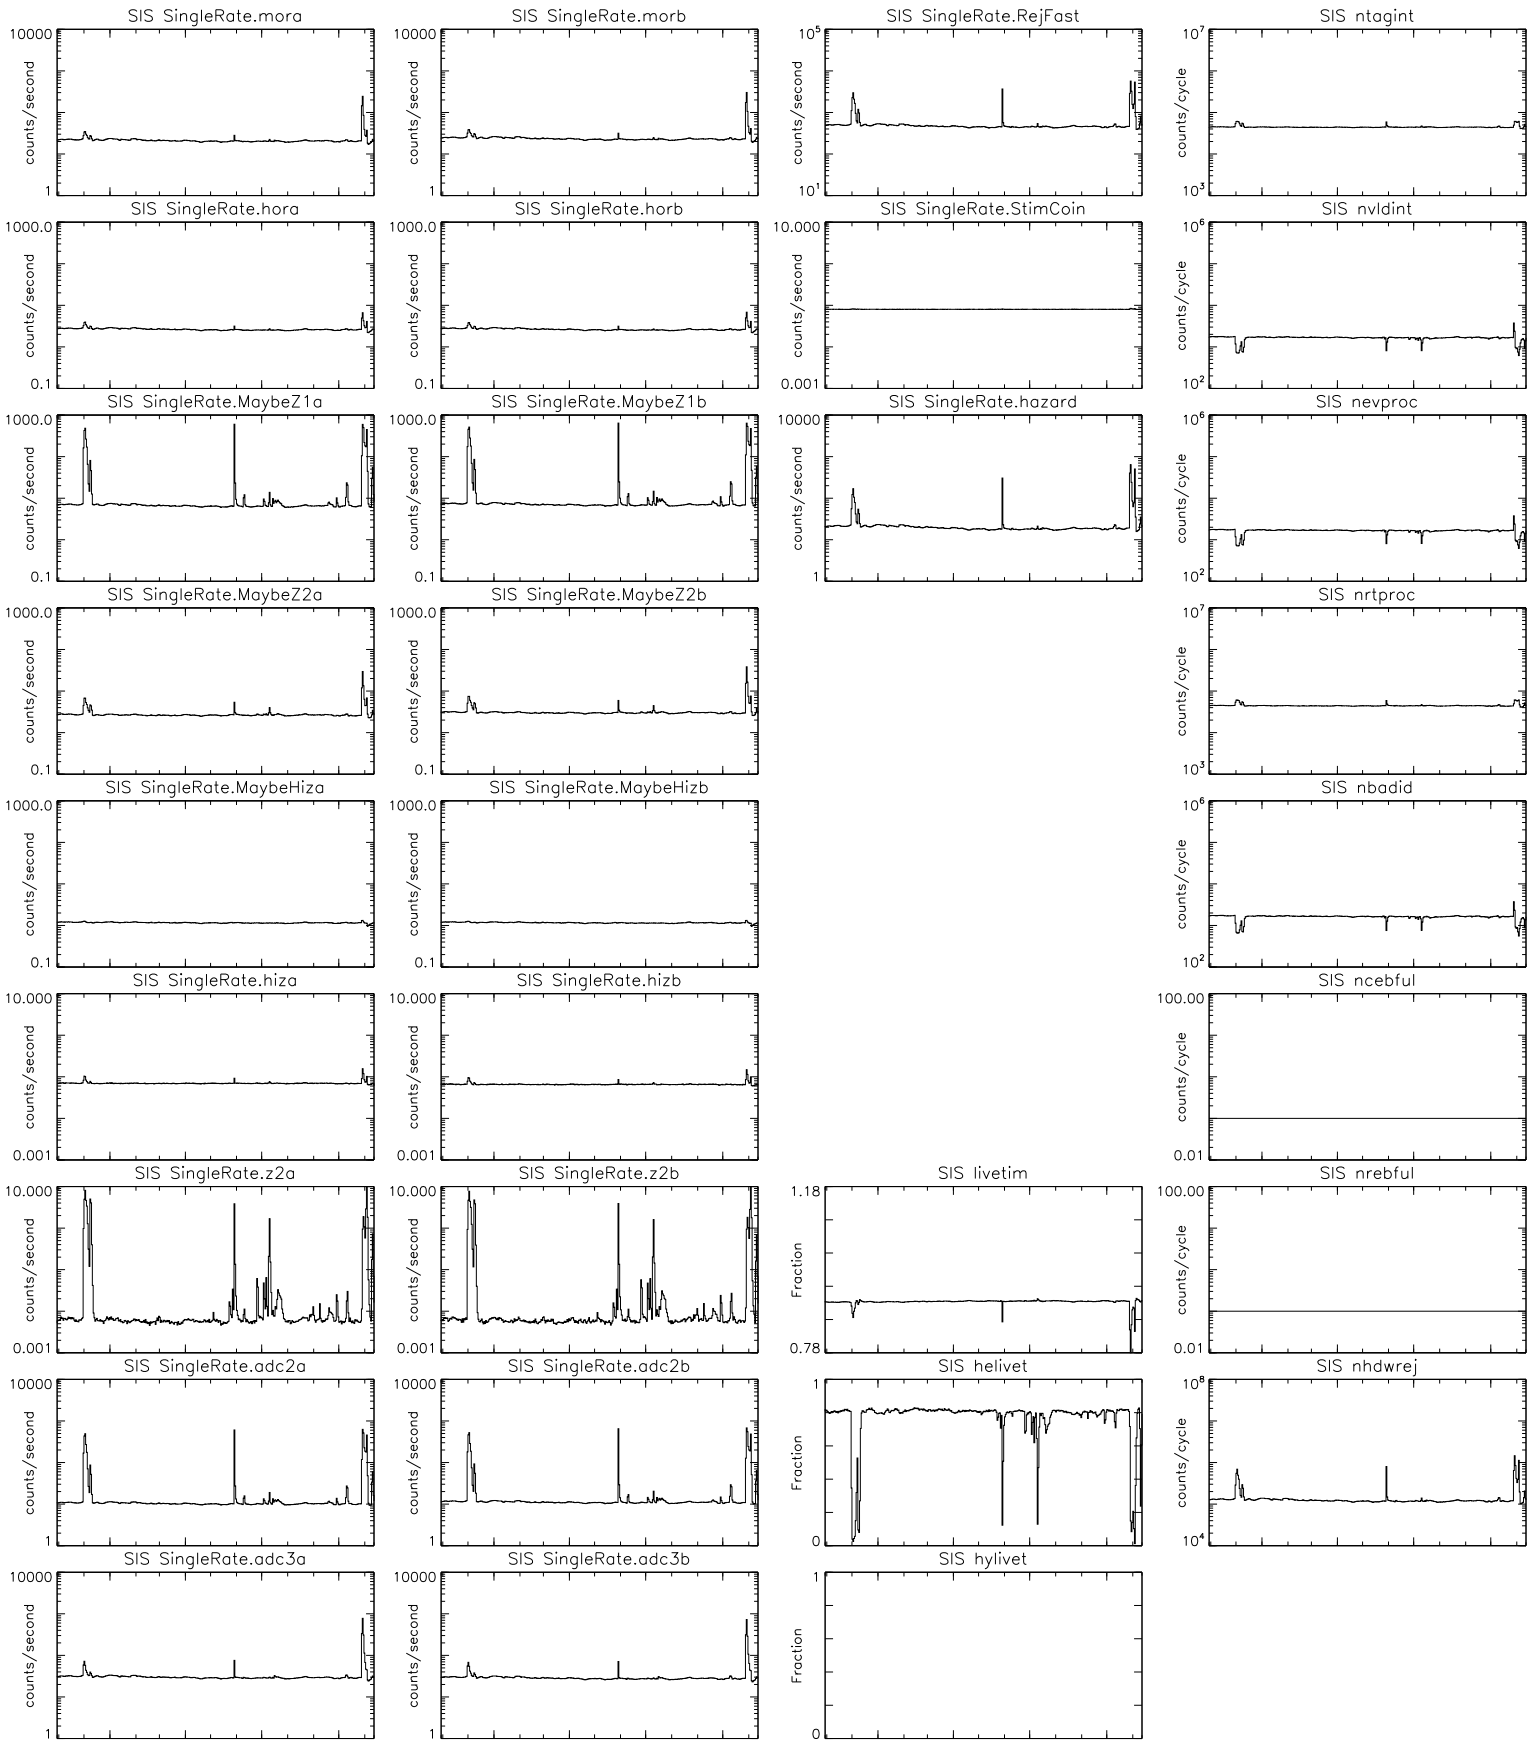 SIS SingleRate.mora
10000
counts/second
1
SIS SingleRate.morb
10000
counts/second
1
SIS SingleRate.RejFast
10^5
counts/second
10^1
SIS ntagint
10^7
counts/cycle
10^3
SIS SingleRate.hora
1000.0
counts/second
0.1
SIS SingleRate.horb
1000.0
counts/second
0.1
SIS SingleRate.StimCoin
10.000
counts/second
0.001
SIS nvldint
10^6
counts/cycle
10^2
SIS SingleRate.MaybeZ1a
1000.0
counts/second
0.1
SIS SingleRate.MaybeZ1b
1000.0
counts/second
0.1
SIS SingleRate.hazard
10000
counts/second
1
SIS nevproc
10^6
counts/cycle
10^2
SIS SingleRate.MaybeZ2a
1000.0
counts/second
0.1
SIS SingleRate.MaybeZ2b
1000.0
counts/second
0.1
SIS nrtproc
10^7
counts/cycle
10^3
SIS SingleRate.MaybeHiza
1000.0
counts/second
0.1
SIS SingleRate.MaybeHizb
1000.0
counts/second
0.1
SIS nbadid
10^6
counts/cycle
10^2
SIS SingleRate.hiza
10.000
counts/second
0.001
SIS SingleRate.hizb
10.000
counts/second
0.001
SIS ncebful
100.00
counts/cycle
0.01
SIS SingleRate.z2a
10.000
counts/second
0.001
SIS SingleRate.z2b
10.000
counts/second
0.001
SIS livetim
1.18
Fraction
0.78
SIS nrebful
100.00
counts/cycle
0.01
SIS SingleRate.adc2a
10000
counts/second
1
SIS SingleRate.adc2b
10000
counts/second
1
SIS helivet
1
Fraction
0
SIS nhdwrej
10^8
counts/cycle
10^4
SIS SingleRate.adc3a
10000
counts/second
1
SIS SingleRate.adc3b
10000
counts/second
1
SIS hylivet
1
Fraction
0